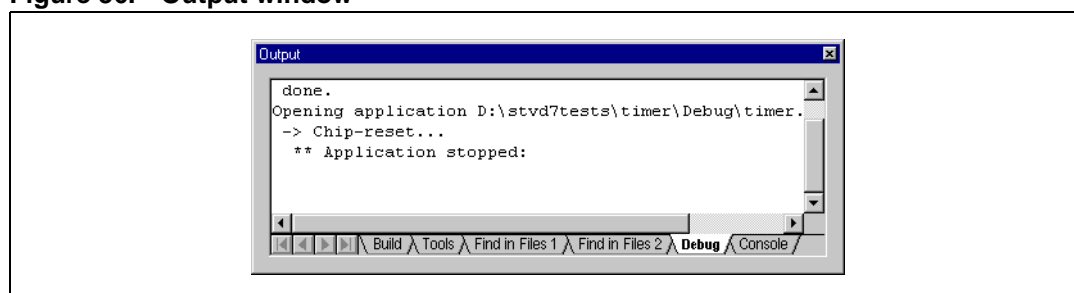 Output
done.
Opening application D:\stvd7tests\timer\Debug\timer.
-> Chip-reset...
** Application stopped:
Build Tools Find in Files 1 Find in Files 2 Debug Console